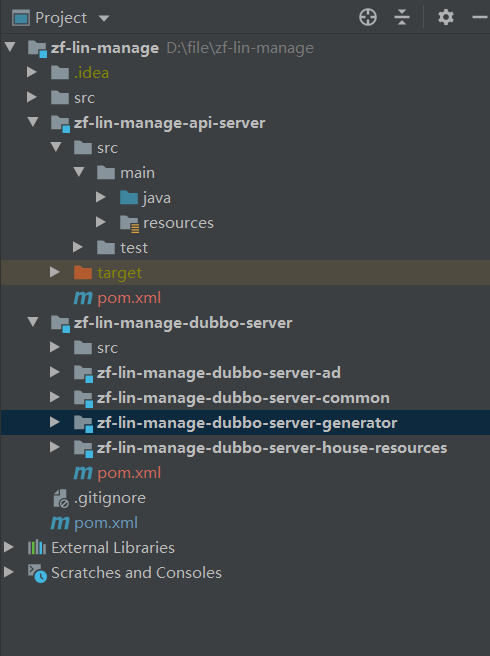 Project
zf-lin-manage D:\file\zf-lin-manage
.idea
src
zf-lin-manage-api-server
src
main
java
resources
test
target
pom.xml
zf-lin-manage-dubbo-server
src
zf-lin-manage-dubbo-server-ad
zf-lin-manage-dubbo-server-common
zf-lin-manage-dubbo-server-generator
zf-lin-manage-dubbo-server-house-resources
pom.xml
.gitignore
pom.xml
External Libraries
Scratches and Consoles